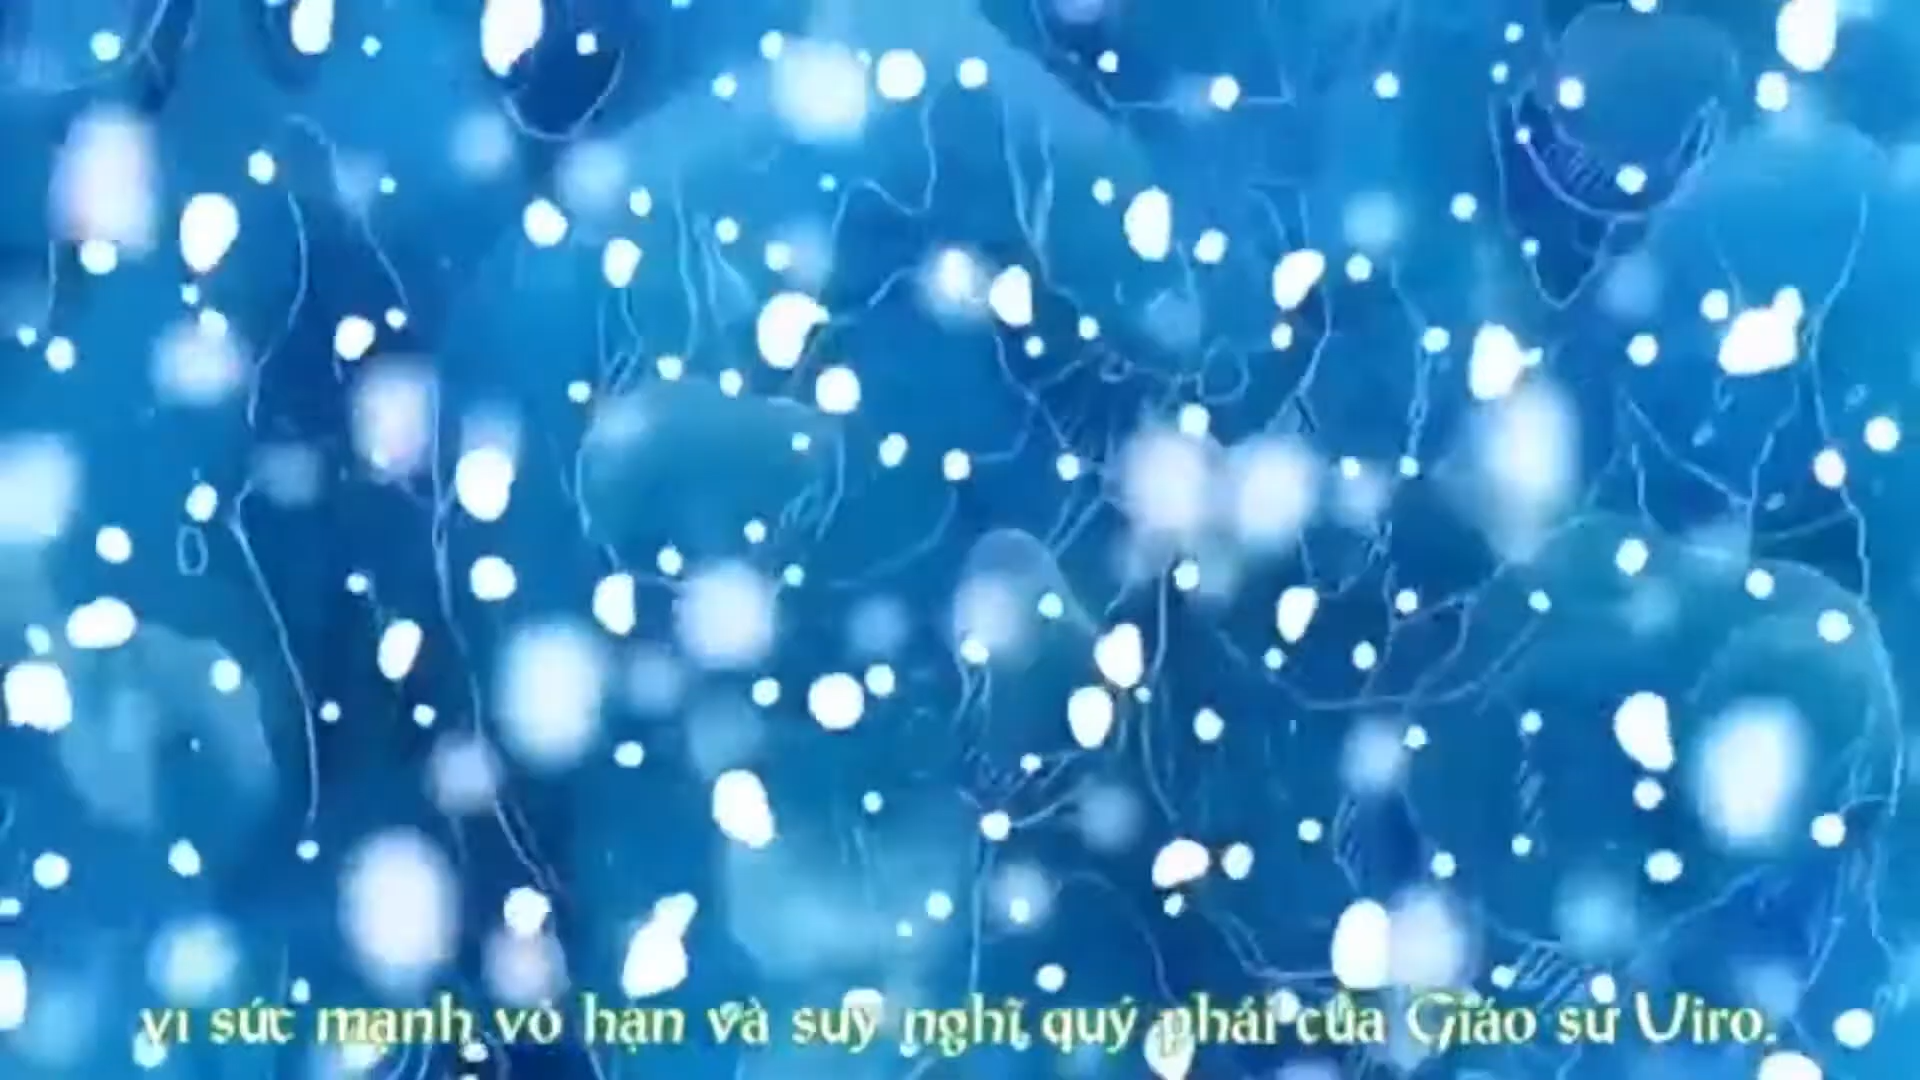 vì sức mạnh vô hạn và suy nghĩ quý phái của Giáo sư Viro.